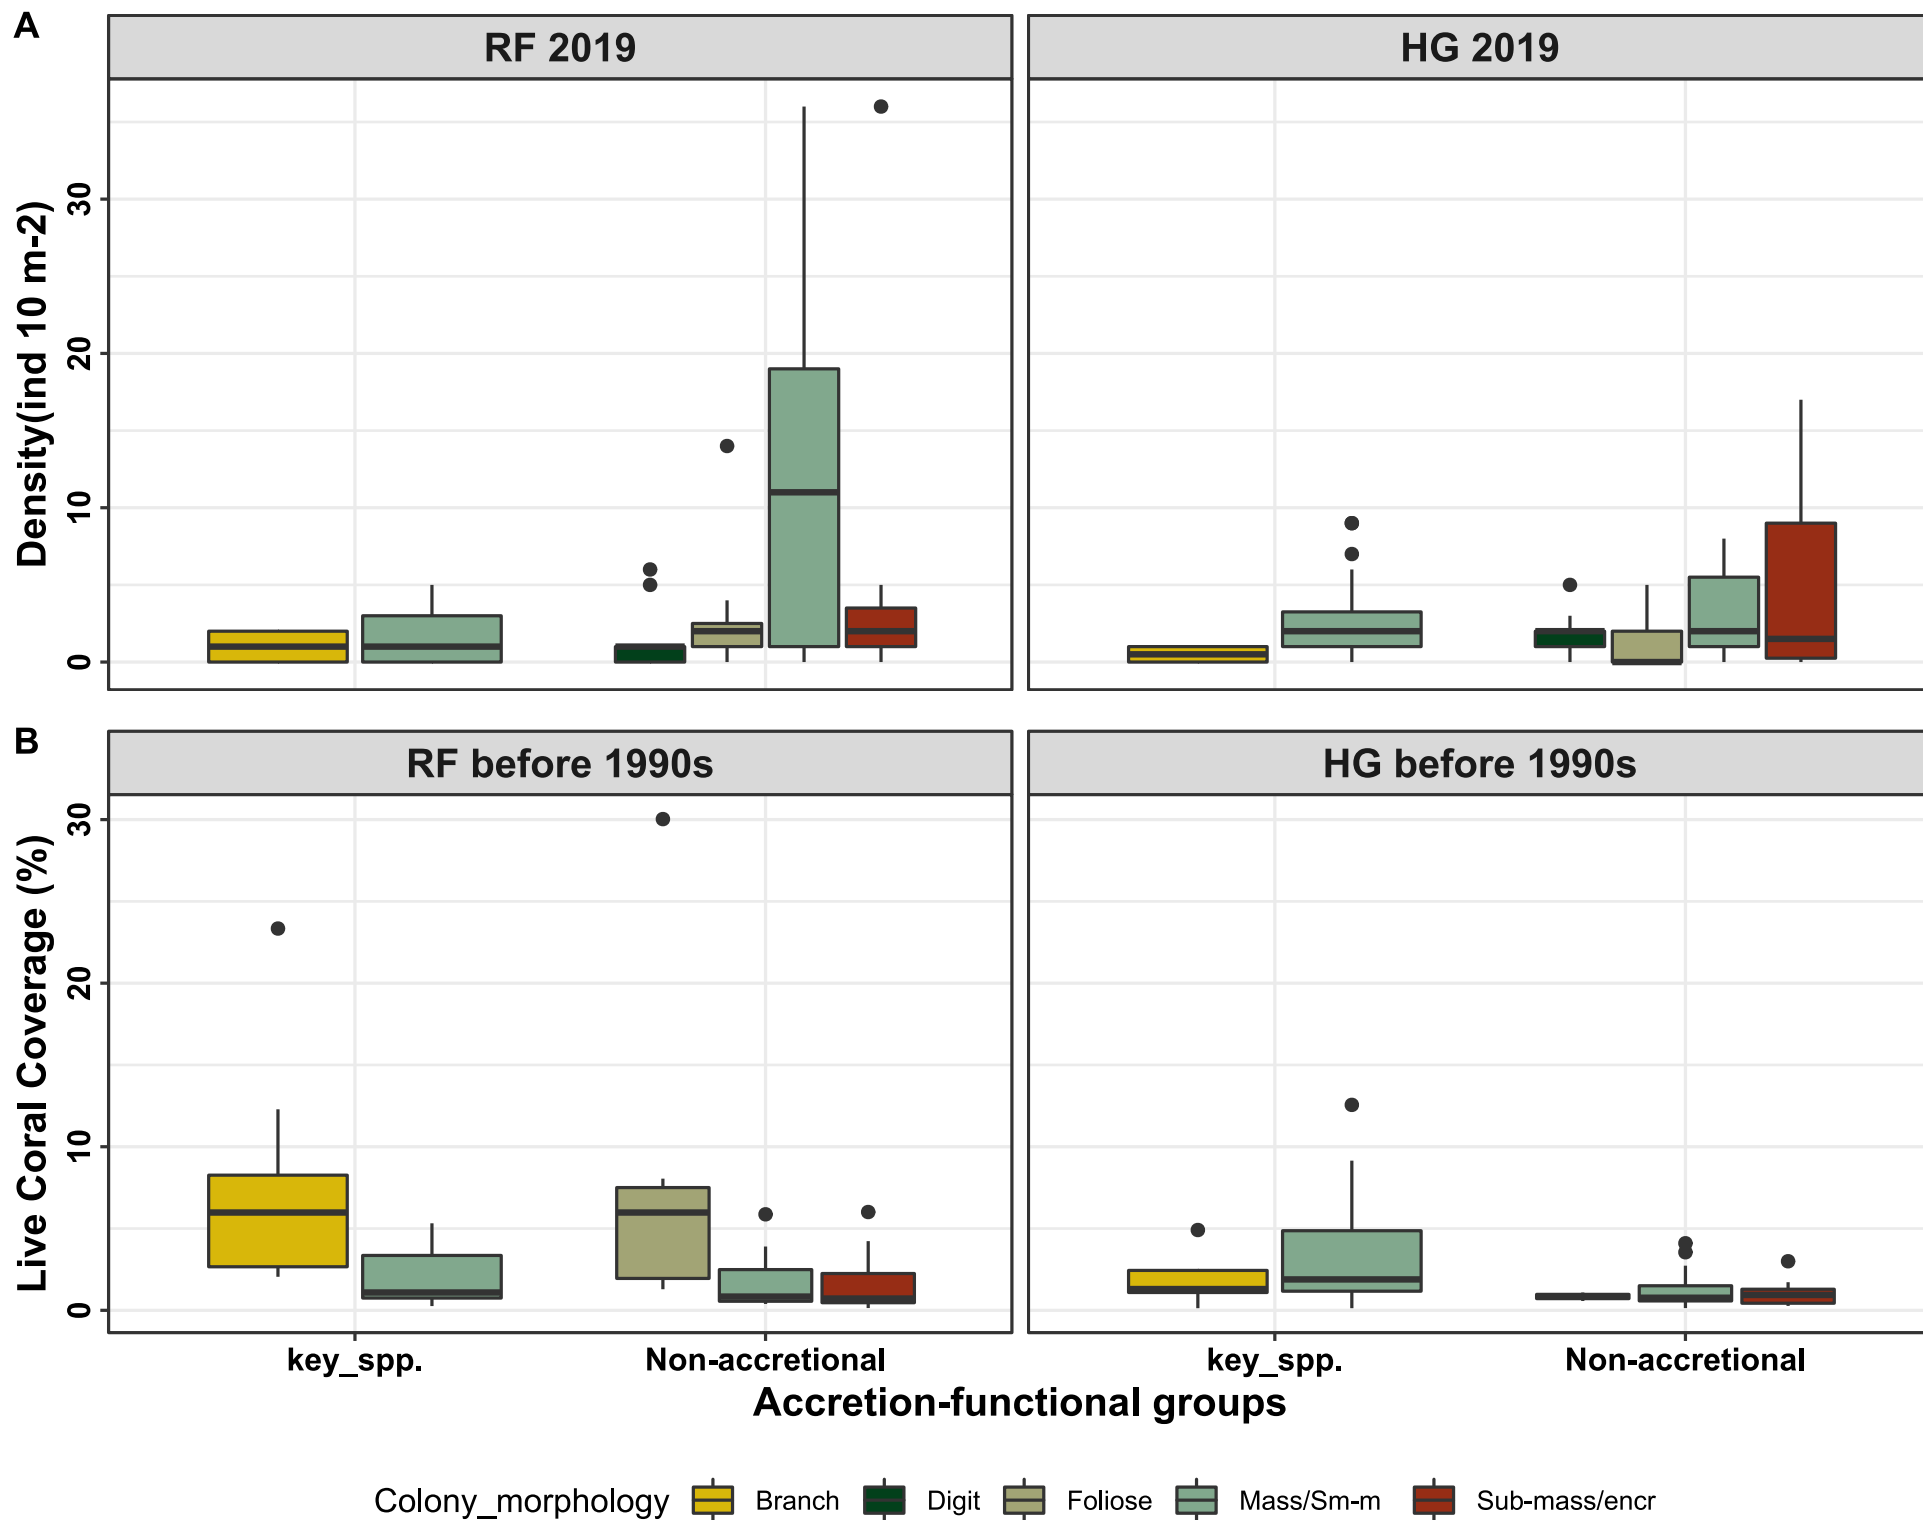 A
RF 2019
HG 2019
Density(ind 10 m-2)
30
20
10
0
B
RF before 1990s
HG before 1990s
Live Coral Coverage (%)
30
20
10
0
key_spp.
Non-accretional
key_spp.
Non-accretional
Accretion-functional groups
Colony_morphology
Branch
Digit
Foliose
Mass/Sm-m
Sub-mass/encr